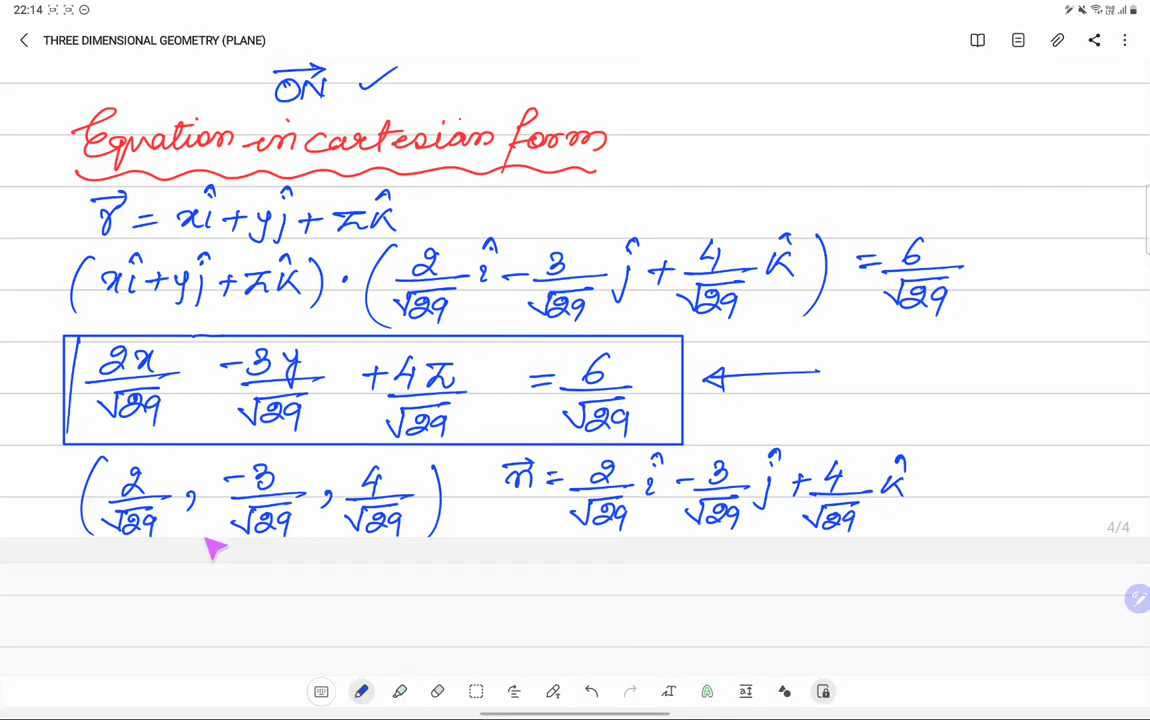 22:14
THREE DIMENSIONAL GEOMETRY (PLANE)
→ON ✓
Equation in cartesian form
r⃗ = xî + yĵ + zk̂
(xî + yĵ + zk̂) · (2/√29 î - 3/√29 ĵ + 4/√29 k̂) = 6/√29
2x/√29 -3y/√29 +4z/√29 = 6/√29 ←
(2/√29, -3/√29, 4/√29) n⃗ = 2/√29 î - 3/√29 ĵ + 4/√29 k̂
4/4